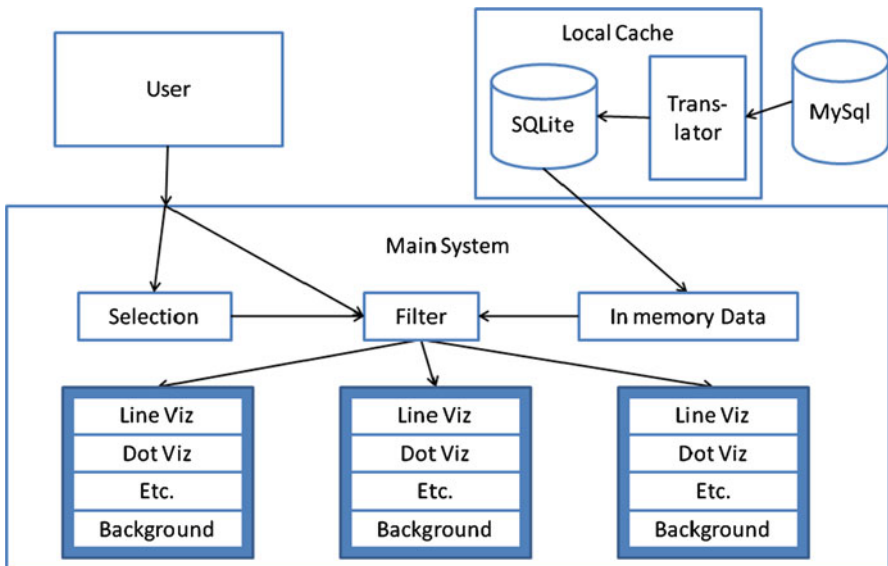 User
Local Cache
SQLite
Trans-
lator
MySql
Main System
Selection
Filter
In memory Data
Line Viz
Dot Viz
Etc.
Background
Line Viz
Dot Viz
Etc.
Background
Line Viz
Dot Viz
Etc.
Background